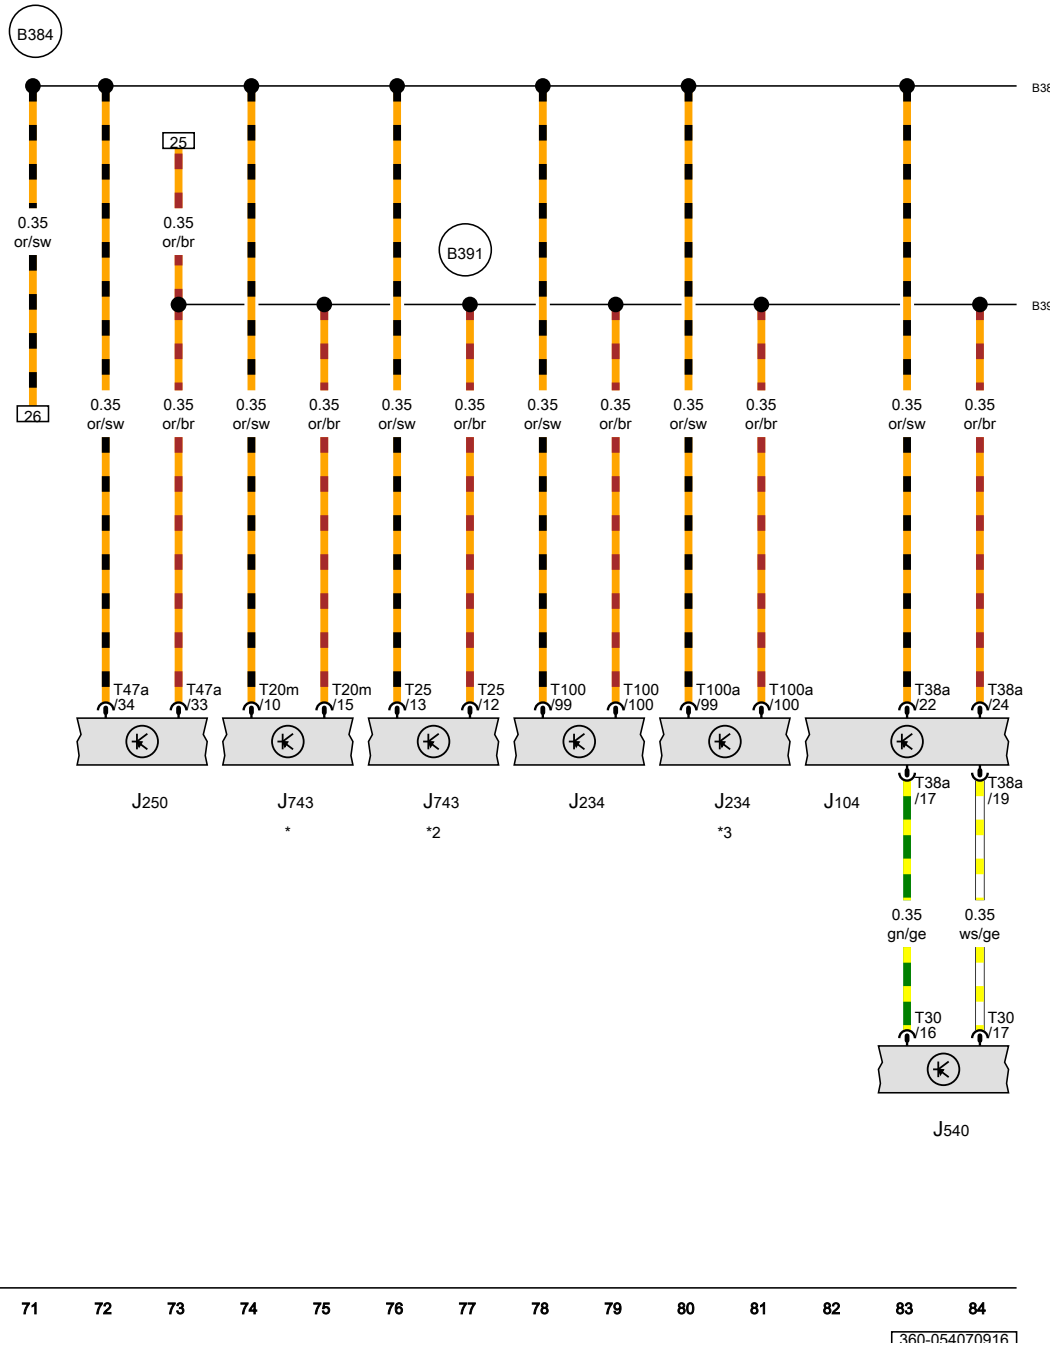 B384
B38
25
0.35 0.35
or/sw or/br
B391
B39
26
0.35 0.35 0.35 0.35 0.35 0.35 0.35 0.35 0.35 0.35 0.35 0.35
or/sw or/br or/sw or/br or/sw or/br or/sw or/br or/sw or/br or/sw or/br
T47a T47a T20m T20m T25 T25 T100 T100 T100a T100a T38a T38a
/34 /33 /10 /15 /13 /12 /99 /100 /99 /100 /22 /24
T38a T38a
/17 /19
J250 J743 J743 J234 J234 J104
* *2 *3
0.35 0.35
gn/ge ws/ge
T30 T30
/16 /17
J540
71 72 73 74 75 76 77 78 79 80 81 82 83 84
360-054070916